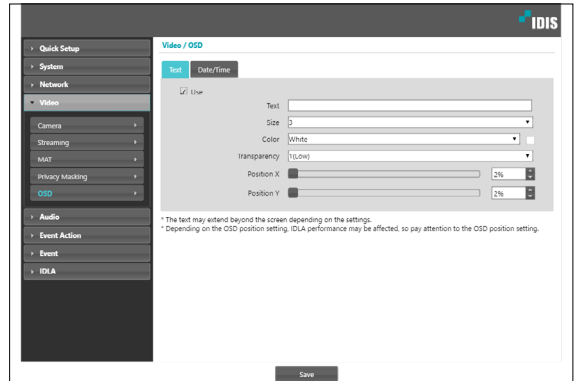 IDIS
Quick Setup
System
Network
Video
Camera
Streaming
MAT
Privacy Masking
OSD
Audio
Event Action
Event
IDLA
Video / OSD
Text Date/Time
Use
Text
Size 3
Color White
Transparency 1(Low)
Position X 2%
Position Y 2%
* The text may extend beyond the screen depending on the settings.
* Depending on the OSD position setting, IDLA performance may be affected, so pay attention to the OSD position setting.
Save